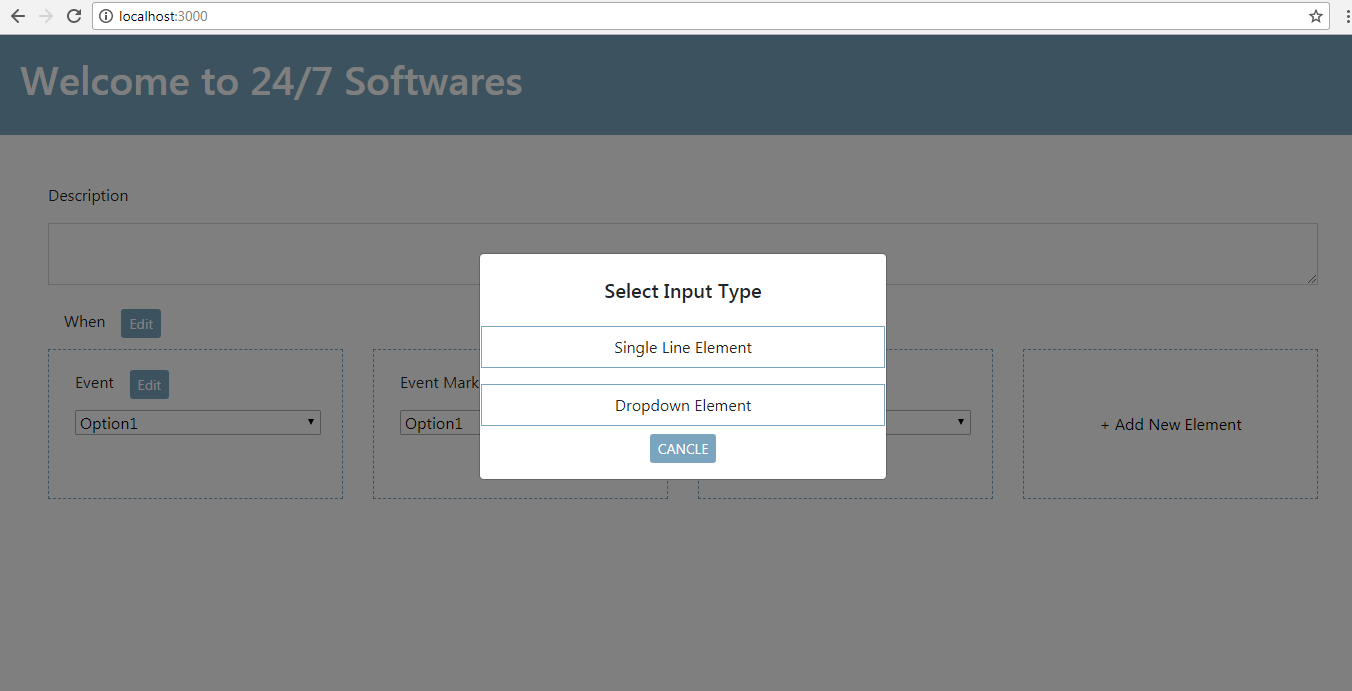 localhost:3000
Welcome to 24/7 Softwares
Description
When Edit
Event Edit
Option1
Event Mark
Option1
+ Add New Element
Select Input Type
Single Line Element
Dropdown Element
CANCLE